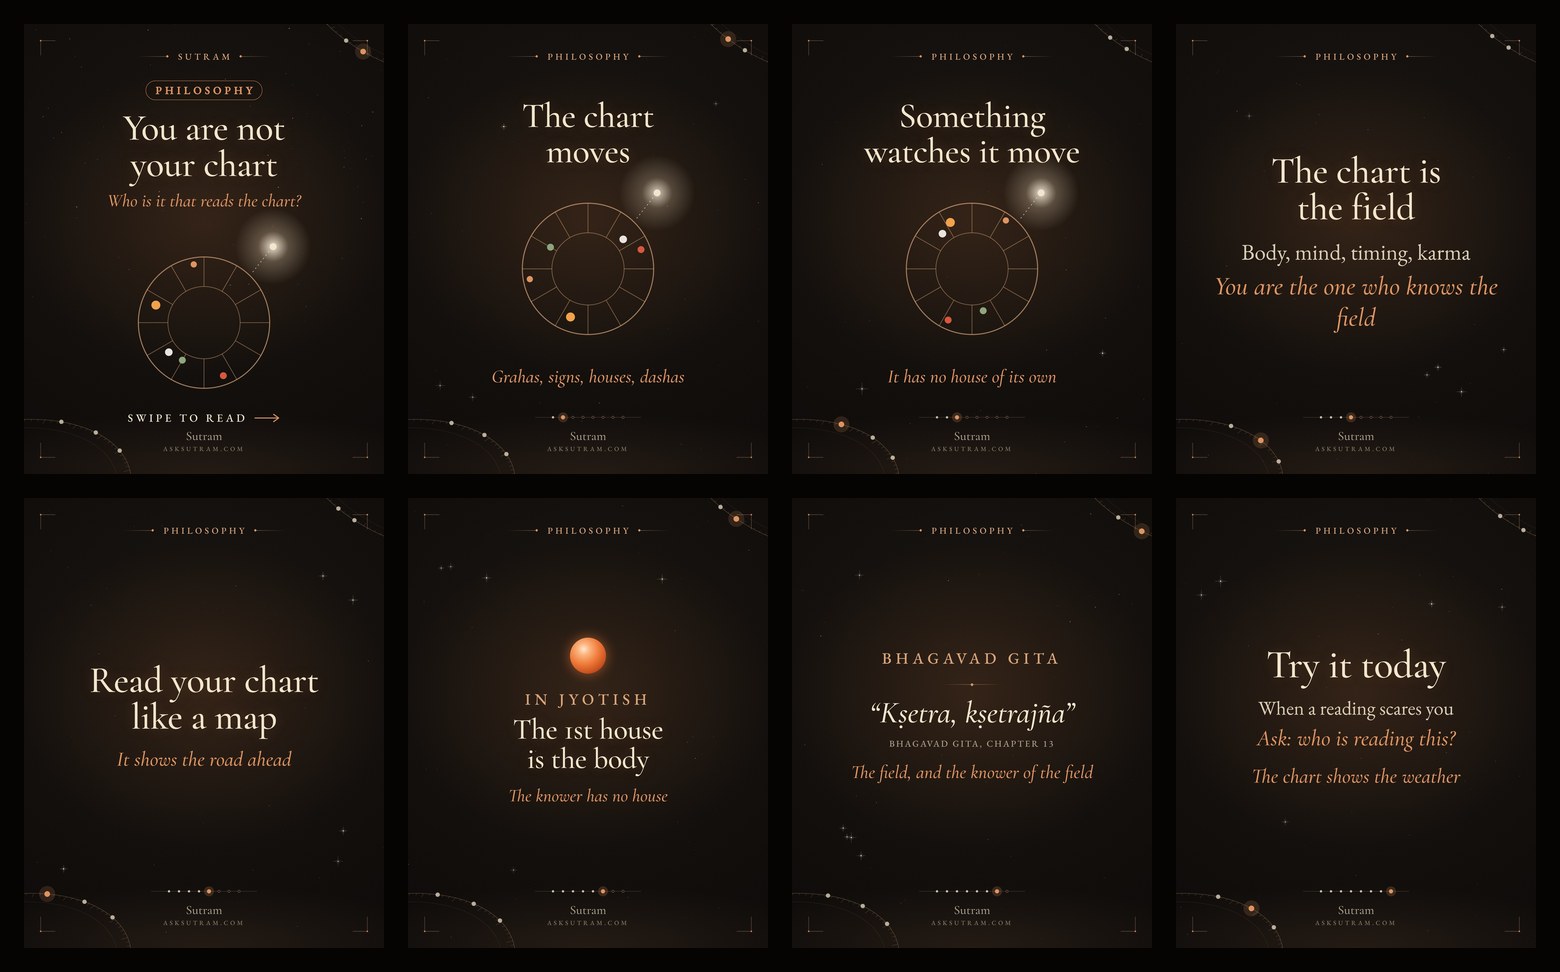 SUTRAM
PHILOSOPHY
You are not
your chart
Who is it that reads the chart?
SWIPE TO READ
Sutram
ASKSUTRAM.COM
PHILOSOPHY
The chart
moves
Grahas, signs, houses, dashas
Sutram
ASKSUTRAM.COM
PHILOSOPHY
Something
watches it move
It has no house of its own
Sutram
ASKSUTRAM.COM
PHILOSOPHY
The chart is
the field
Body, mind, timing, karma
You are the one who knows the
field
Sutram
ASKSUTRAM.COM
PHILOSOPHY
Read your chart
like a map
It shows the road ahead
Sutram
ASKSUTRAM.COM
PHILOSOPHY
IN JYOTISH
The 1st house
is the body
The knower has no house
Sutram
ASKSUTRAM.COM
PHILOSOPHY
BHAGAVAD GITA
“Kṣetra, kṣetrajña”
BHAGAVAD GITA, CHAPTER 13
The field, and the knower of the field
Sutram
ASKSUTRAM.COM
PHILOSOPHY
Try it today
When a reading scares you
Ask: who is reading this?
The chart shows the weather
Sutram
ASKSUTRAM.COM